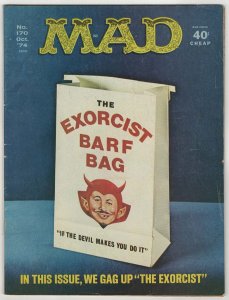 No.
170
Oct.
'74
MAD
40¢
CHEAP
THE
EXORCIST
BARF
BAG
"IF THE DEVIL MAKES YOU DO IT"
IN THIS ISSUE, WE GAG UP "THE EXORCIST"